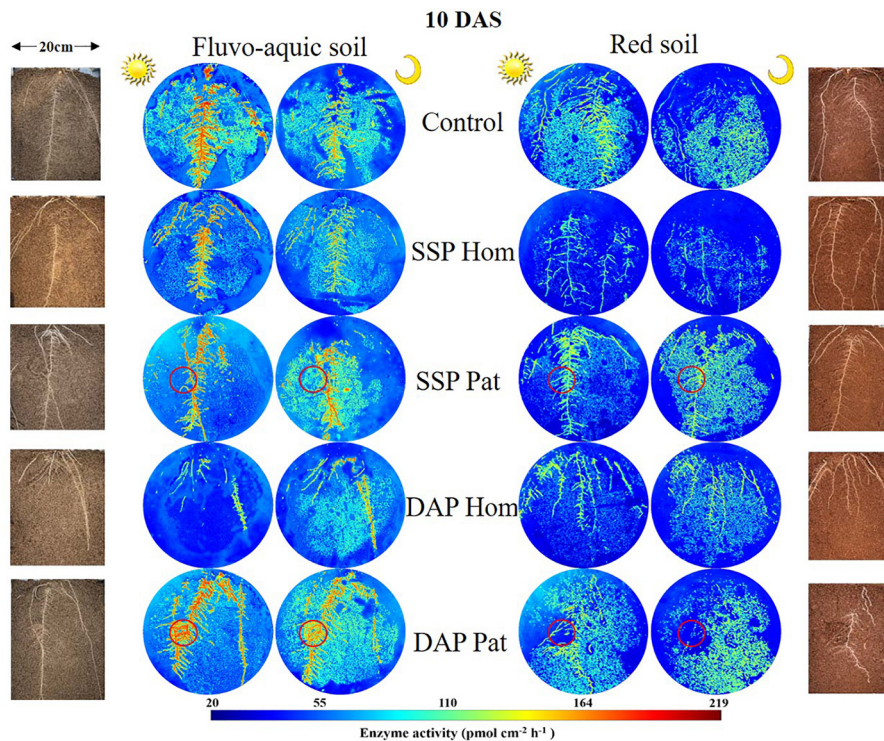 10 DAS
20cm
Fluvo-aquic soil
Red soil
Control
SSP Hom
SSP Pat
DAP Hom
DAP Pat
20 55 110 164 219
Enzyme activity (pmol cm⁻² h⁻¹)